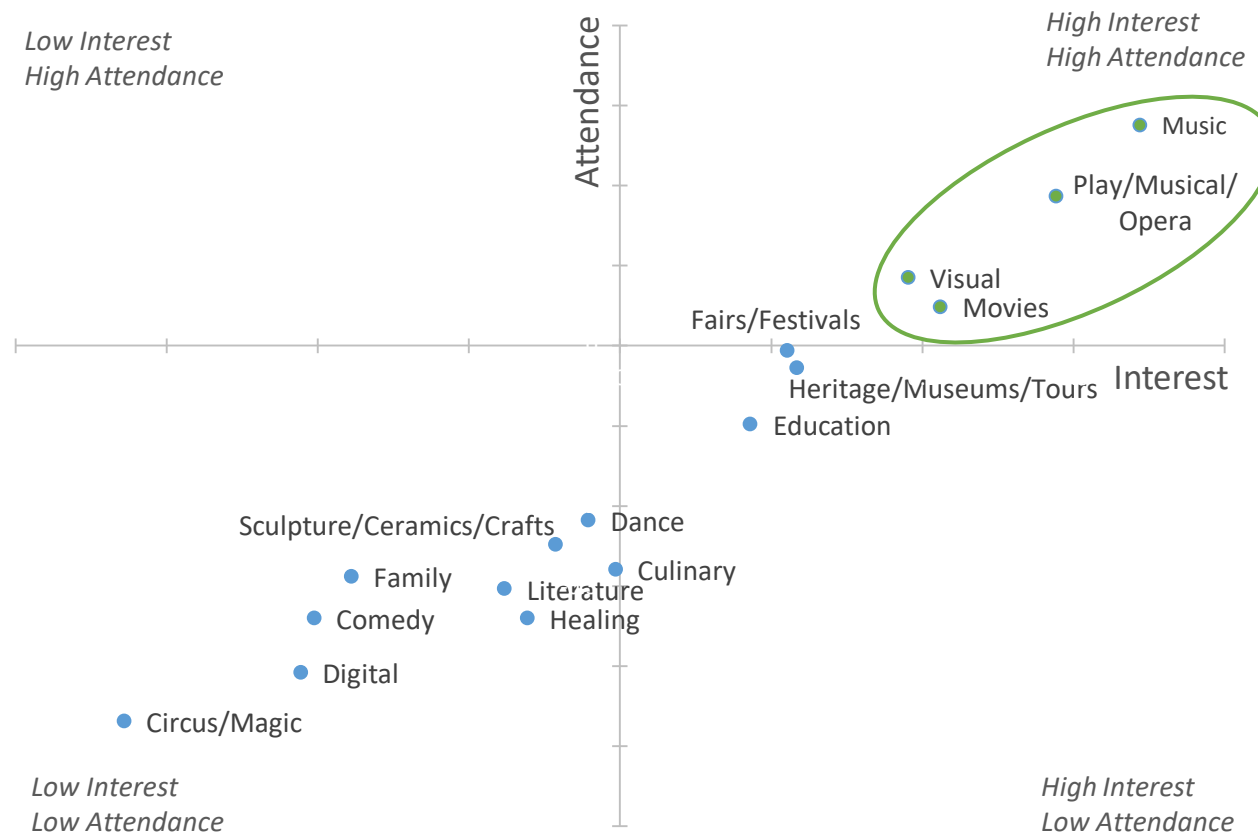 Low Interest
High Attendance
Attendance
High Interest
High Attendance
Music
Play/Musical/
Opera
Visual
Movies
Fairs/Festivals
Interest
Heritage/Museums/Tours
Education
Dance
Sculpture/Ceramics/Crafts
Culinary
Family
Literature
Comedy
Healing
Digital
Circus/Magic
Low Interest
Low Attendance
High Interest
Low Attendance